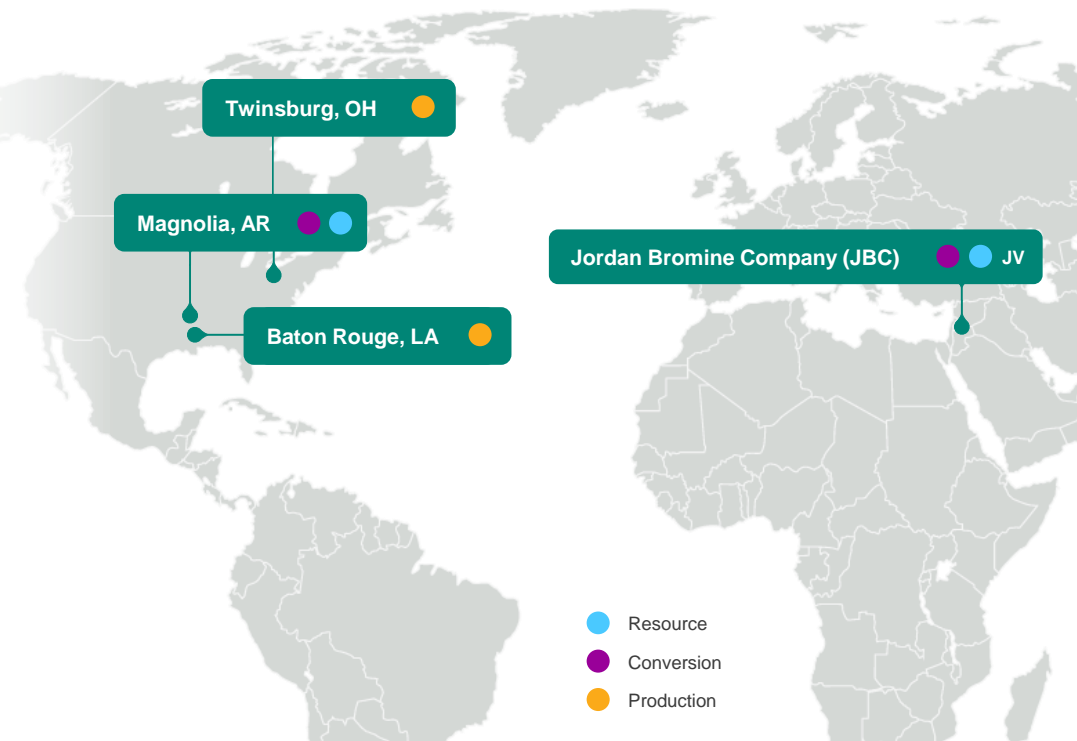 Twinsburg, OH
Magnolia, AR
Jordan Bromine Company (JBC) JV
Baton Rouge, LA
Resource
Conversion
Production